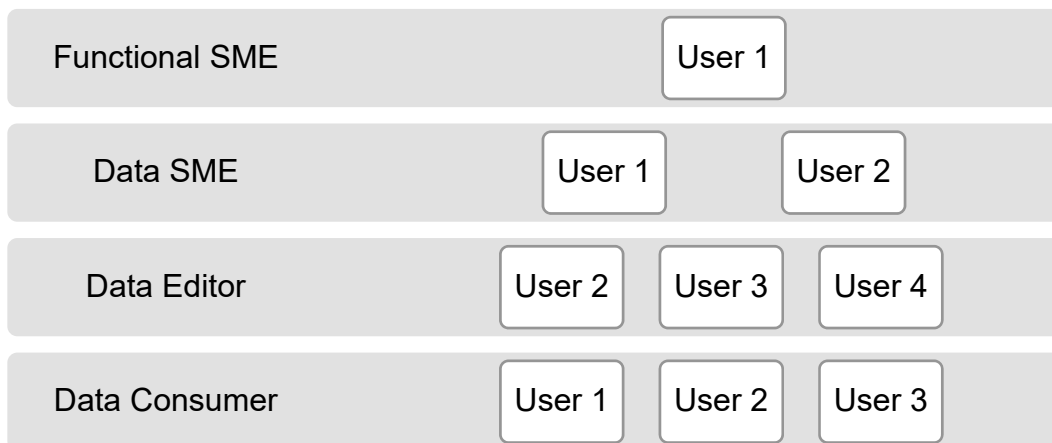 Functional SME User 1
Data SME User 1 User 2
Data Editor User 2 User 3 User 4
Data Consumer User 1 User 2 User 3